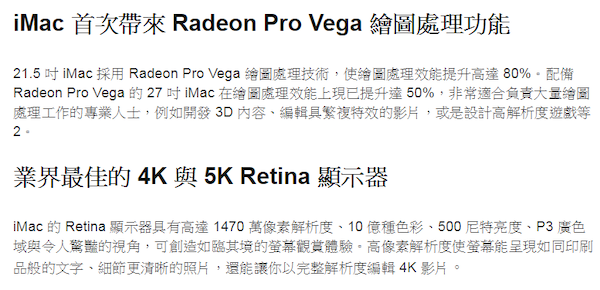 iMac 首次帶來 Radeon Pro Vega 繪圖處理功能
21.5 吋 iMac 採用 Radeon Pro Vega 繪圖處理技術，使繪圖處理效能提升高達 80%。配備
Radeon Pro Vega 的 27 吋 iMac 在繪圖處理效能上現已提升達 50%，非常適合負責大量繪圖
處理工作的專業人士，例如開發 3D 內容、編輯具繁複特效的影片，或是設計高解析度遊戲等
2。
業界最佳的 4K 與 5K Retina 顯示器
iMac 的 Retina 顯示器具有高達 1470 萬像素解析度、10 億種色彩、500 尼特亮度、P3 廣色
域與令人驚豔的視角，可創造如臨其境的螢幕觀賞體驗。高像素解析度使螢幕能呈現如同印刷
品般的文字、細節更清晰的照片，還能讓你以完整解析度編輯 4K 影片。